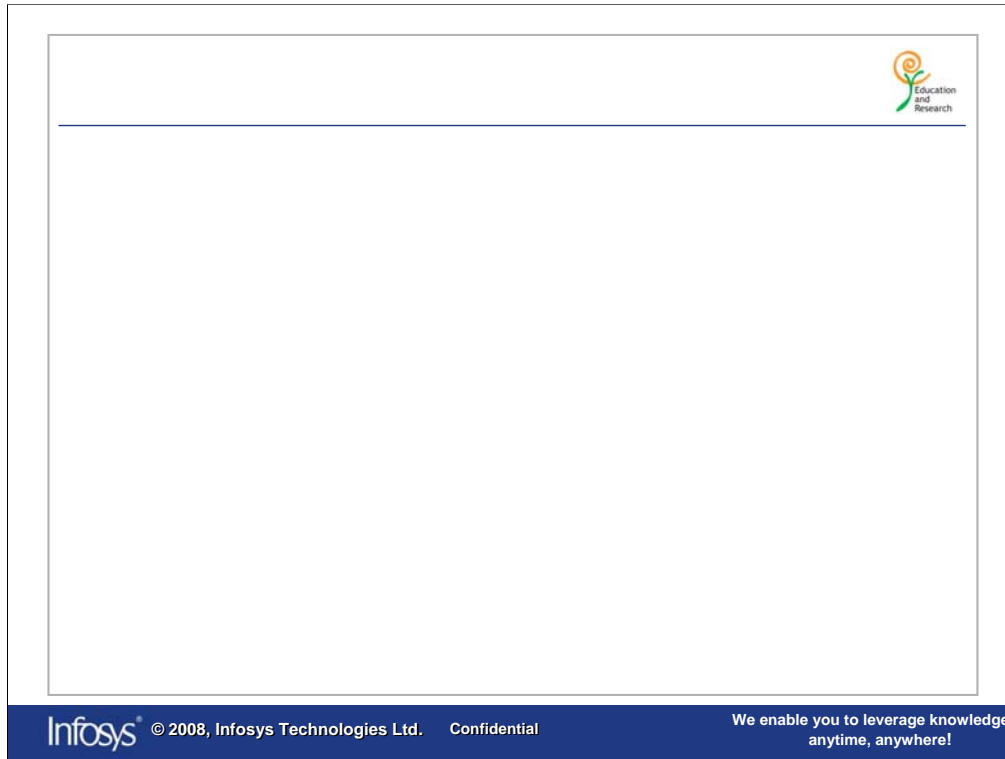 Education
and
Research
Infosys® © 2008, Infosys Technologies Ltd. Confidential
We enable you to leverage knowledge
anytime, anywhere!